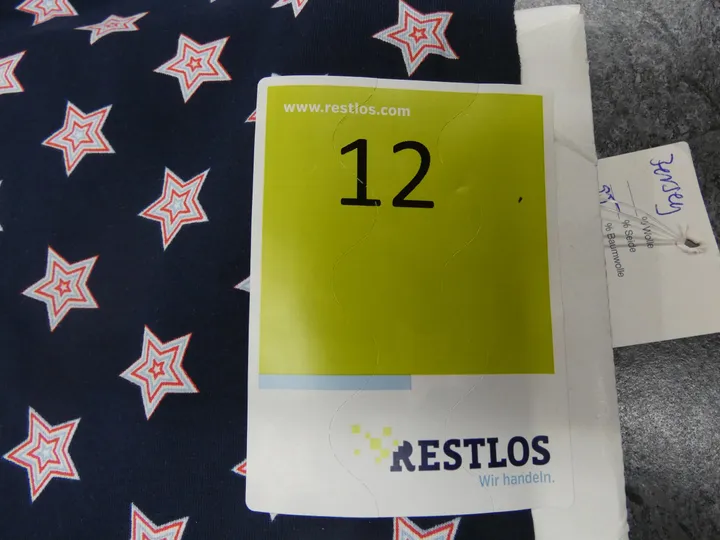 www.restlos.com
12
RESTLOS
Wir handeln.
Jersey
% Wolle
% Seide
% Baumwolle